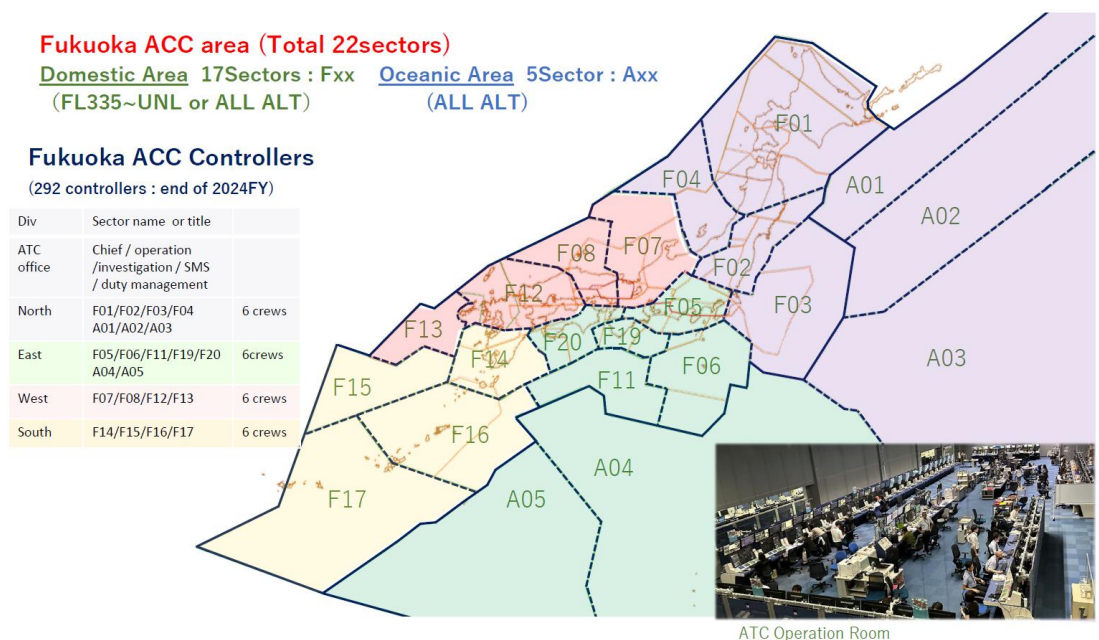 Fukuoka ACC area (Total 22sectors)
Domestic Area 17Sectors : Fxx
(FL335~UNL or ALL ALT)
Oceanic Area 5Sector : Axx
(ALL ALT)
Fukuoka ACC Controllers
(292 controllers : end of 2024FY)
Div Sector name or title
ATC office Chief / operation /investigation / SMS / duty management
North F01/F02/F03/F04 A01/A02/A03 6 crews
East F05/F06/F11/F19/F20 A04/A05 6crews
West F07/F08/F12/F13 6 crews
South F14/F15/F16/F17 6 crews
F01
F04
A01
A02
F08
F07
F02
F12
F05
F03
F13
F20
F19
F14
F06
A03
F15
F11
F16
A04
F17
A05
ATC Operation Room